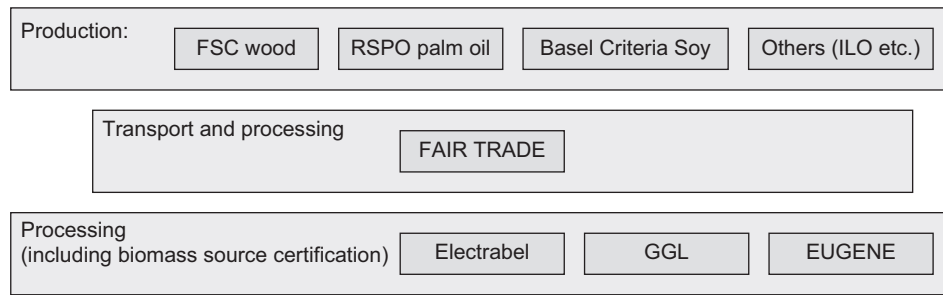 Production:
FSC wood
RSPO palm oil
Basel Criteria Soy
Others (ILO etc.)
Transport and processing
FAIR TRADE
Processing
(including biomass source certification)
Electrabel
GGL
EUGENE